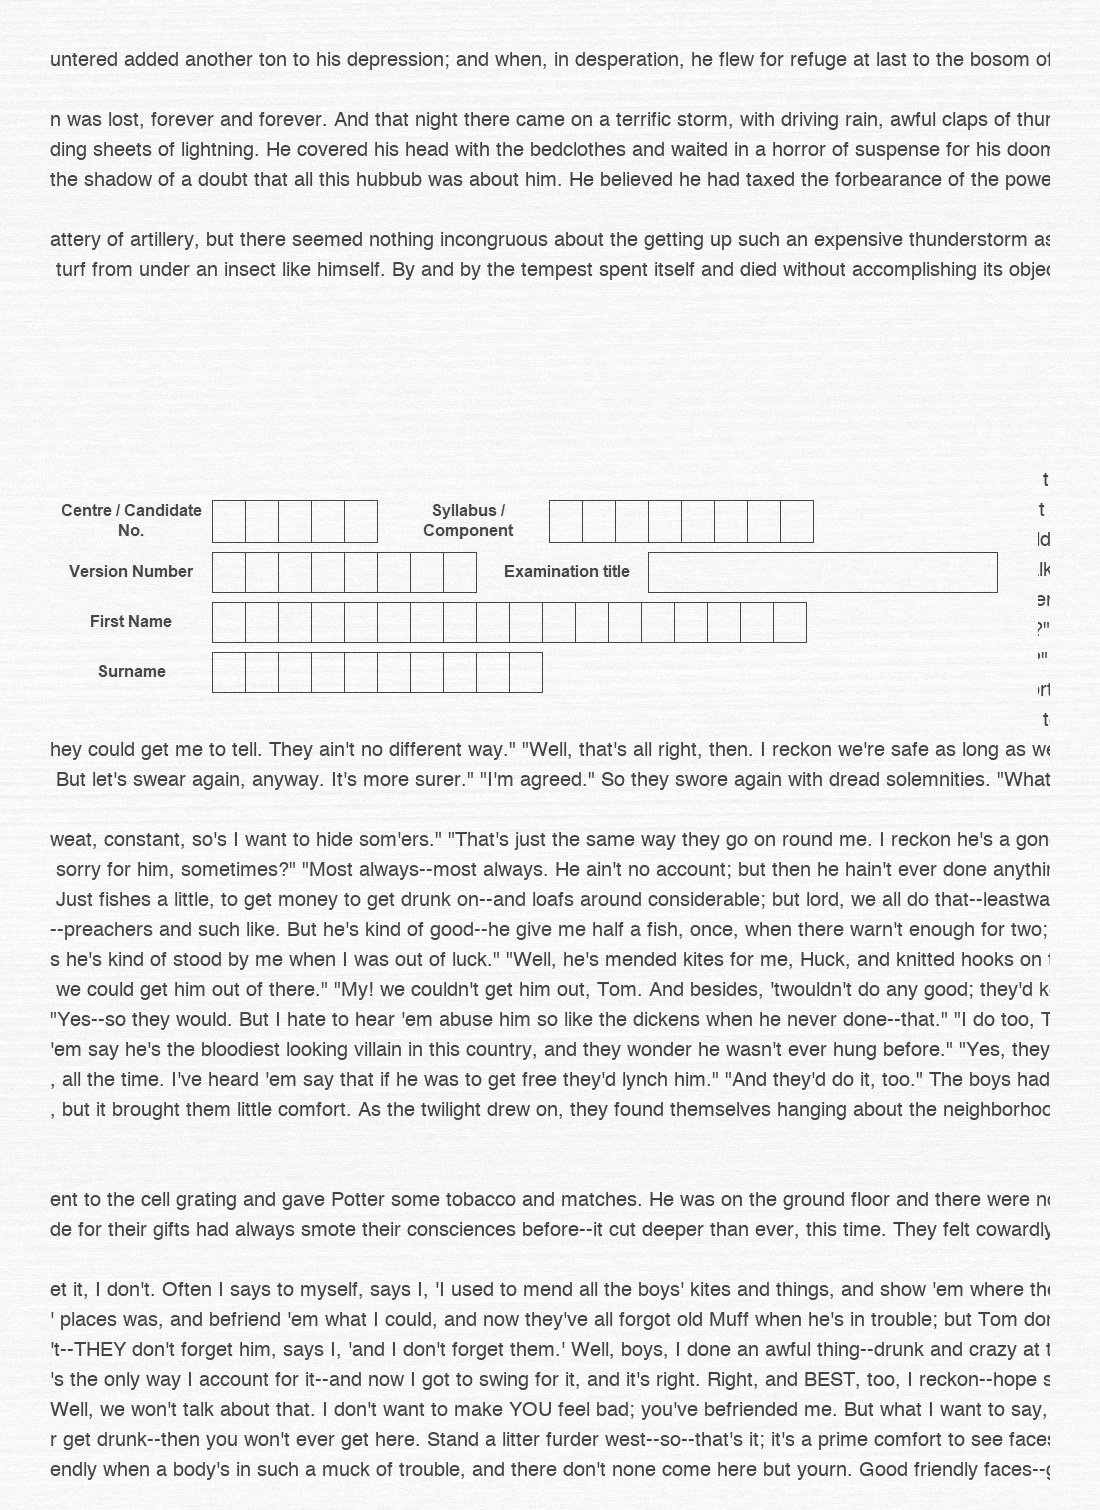 untered added another ton to his depression; and when, in desperation, he flew for refuge at last to the bosom of
n was lost, forever and forever. And that night there came on a terrific storm, with driving rain, awful claps of
ding sheets of lightning. He covered his head with the bedclothes and waited in a horror of suspense for his doom
the shadow of a doubt that all this hubbub was about him. He believed he had taxed the forbearance of the powe
attery of artillery, but there seemed nothing incongruous about the getting up such an expensive thunderstorm as
turf from under an insect like himself. By and by the tempest spent itself and died without accomplishing its objec
Centre / Candidate No.
Syllabus / Component
Version Number
Examination title
First Name
Surname
hey could get me to tell. They ain't no different way." "Well, that's all right, then. I reckon we're safe as long as we
But let's swear again, anyway. It's more surer." "I'm agreed." So they swore again with dread solemnities. "What
weat, constant, so's I want to hide som'ers." "That's just the same way they go on round me. I reckon he's a gon
sorry for him, sometimes?" "Most always--most always. He ain't no account; but then he hain't ever done anythin
Just fishes a little, to get money to get drunk on--and loafs around considerable; but lord, we all do that--leastwa
--preachers and such like. But he's kind of good--he give me half a fish, once, when there warn't enough for two;
s he's kind of stood by me when I was out of luck." "Well, he's mended kites for me, Huck, and knitted hooks on
we could get him out of there." "My! we couldn't get him out, Tom. And besides, 'twouldn't do any good; they'd k
"Yes--so they would. But I hate to hear 'em abuse him so like the dickens when he never done--that." "I do too, T
'em say he's the bloodiest looking villain in this country, and they wonder he wasn't ever hung before." "Yes, they
, all the time. I've heard 'em say that if he was to get free they'd lynch him." "And they'd do it, too." The boys had
, but it brought them little comfort. As the twilight drew on, they found themselves hanging about the neighborhoo
ent to the cell grating and gave Potter some tobacco and matches. He was on the ground floor and there were no
de for their gifts had always smote their consciences before--it cut deeper than ever, this time. They felt cowardly
et it, I don't. Often I says to myself, says I, 'I used to mend all the boys' kites and things, and show 'em where the
' places was, and befriend 'em what I could, and now they've all forgot old Muff when he's in trouble; but Tom don
't--THEY don't forget him, says I, 'and I don't forget them.' Well, boys, I done an awful thing--drunk and crazy at t
's the only way I account for it--and now I got to swing for it, and it's right. Right, and BEST, too, I reckon--hope s
Well, we won't talk about that. I don't want to make YOU feel bad; you've befriended me. But what I want to say,
r get drunk--then you won't ever get here. Stand a litter furder west--so--that's it; it's a prime comfort to see faces
endly when a body's in such a muck of trouble, and there don't none come here but yourn. Good friendly faces--g